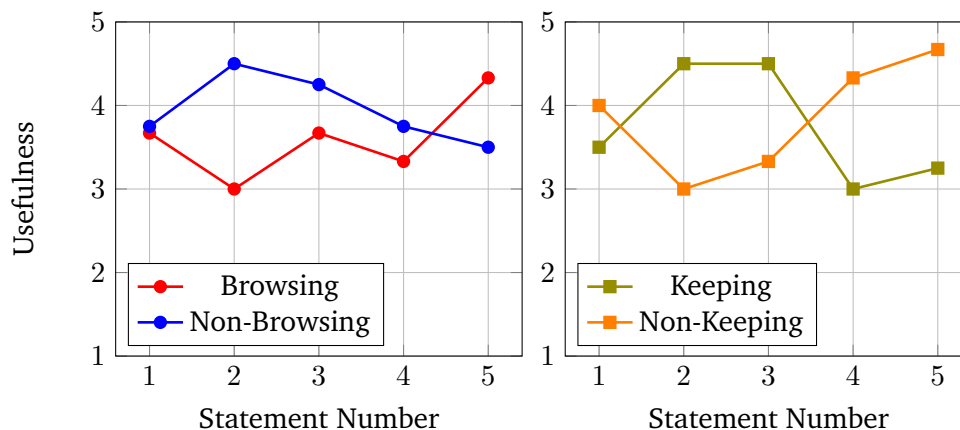 Usefulness
5
4
3
2
1
1 2 3 4 5
Statement Number
Browsing
Non-Browsing
5
4
3
2
1
1 2 3 4 5
Statement Number
Keeping
Non-Keeping